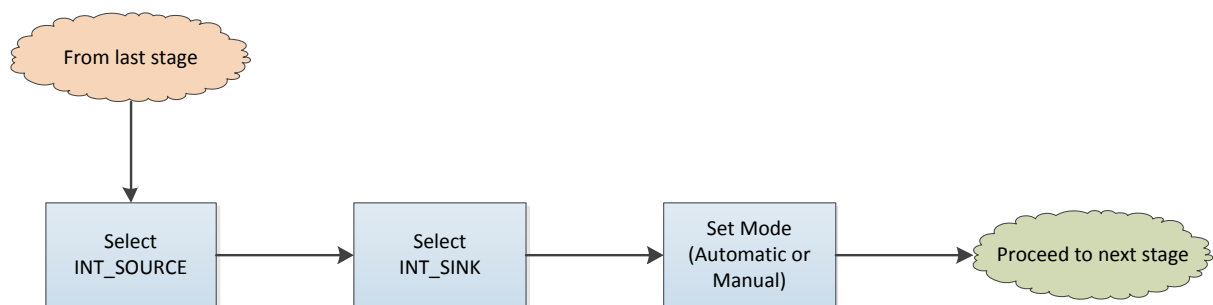 From last stage
Select
INT_SOURCE
Select
INT_SINK
Set Mode
(Automatic or
Manual)
Proceed to next stage